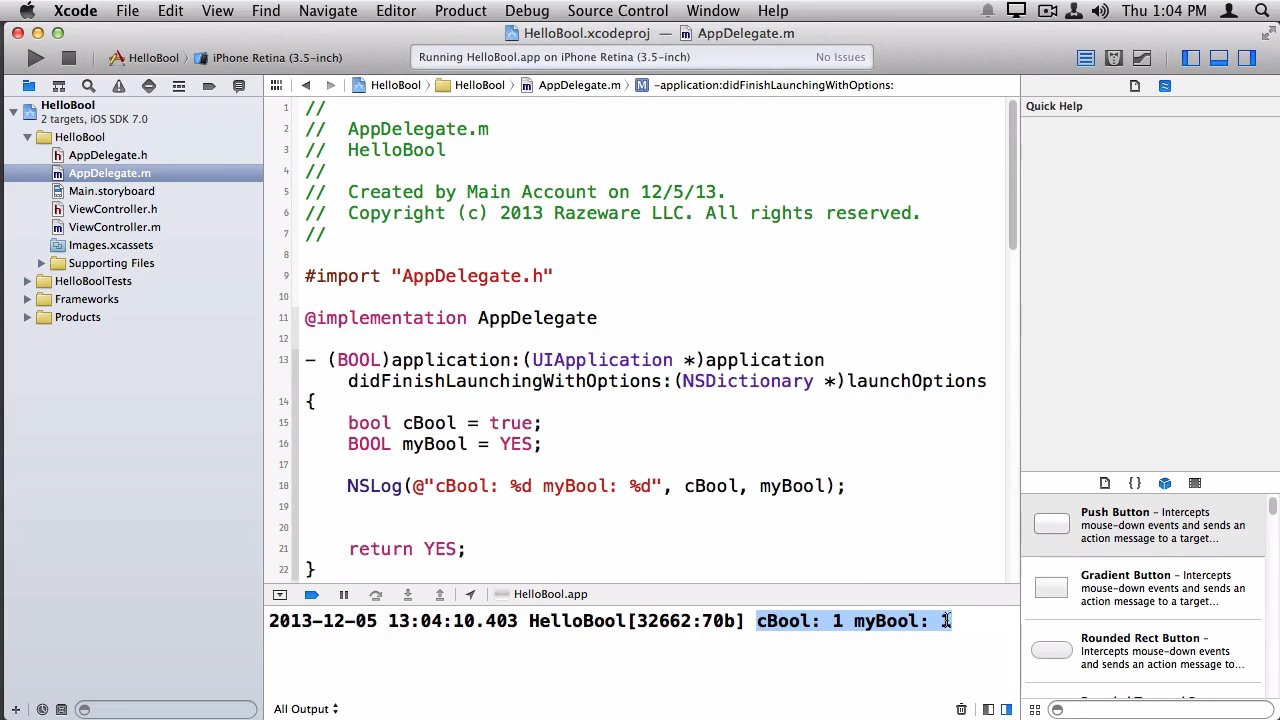 Xcode File Edit View Find Navigate Editor Product Debug Source Control Window Help Thu 1:04 PM
HelloBool.xcodeproj — AppDelegate.m
HelloBool iPhone Retina (3.5-inch) Running HelloBool.app on iPhone Retina (3.5-inch) No Issues
HelloBool HelloBool AppDelegate.m -application:didFinishLaunchingWithOptions:
HelloBool
2 targets, iOS SDK 7.0
HelloBool
AppDelegate.h
AppDelegate.m
Main.storyboard
ViewController.h
ViewController.m
Images.xcassets
Supporting Files
HelloBoolTests
Frameworks
Products
1 //
2 //  AppDelegate.m
3 //  HelloBool
4 //
5 //  Created by Main Account on 12/5/13.
6 //  Copyright (c) 2013 Razeware LLC. All rights reserved.
7 //
8
9 #import "AppDelegate.h"
10
11 @implementation AppDelegate
12
13 - (BOOL)application:(UIApplication *)application
didFinishLaunchingWithOptions:(NSDictionary *)launchOptions
14 {
15     bool cBool = true;
16     BOOL myBool = YES;
17
18     NSLog(@"cBool: %d myBool: %d", cBool, myBool);
19
20
21     return YES;
22 }
HelloBool.app
2013-12-05 13:04:10.403 HelloBool[32662:70b] cBool: 1 myBool: 1
All Output
Quick Help
Push Button - Intercepts
mouse-down events and sends an
action message to a target...
Gradient Button - Intercepts
mouse-down events and sends an
action message to a target...
Rounded Rect Button -
Intercepts mouse-down events
and sends an action message to...